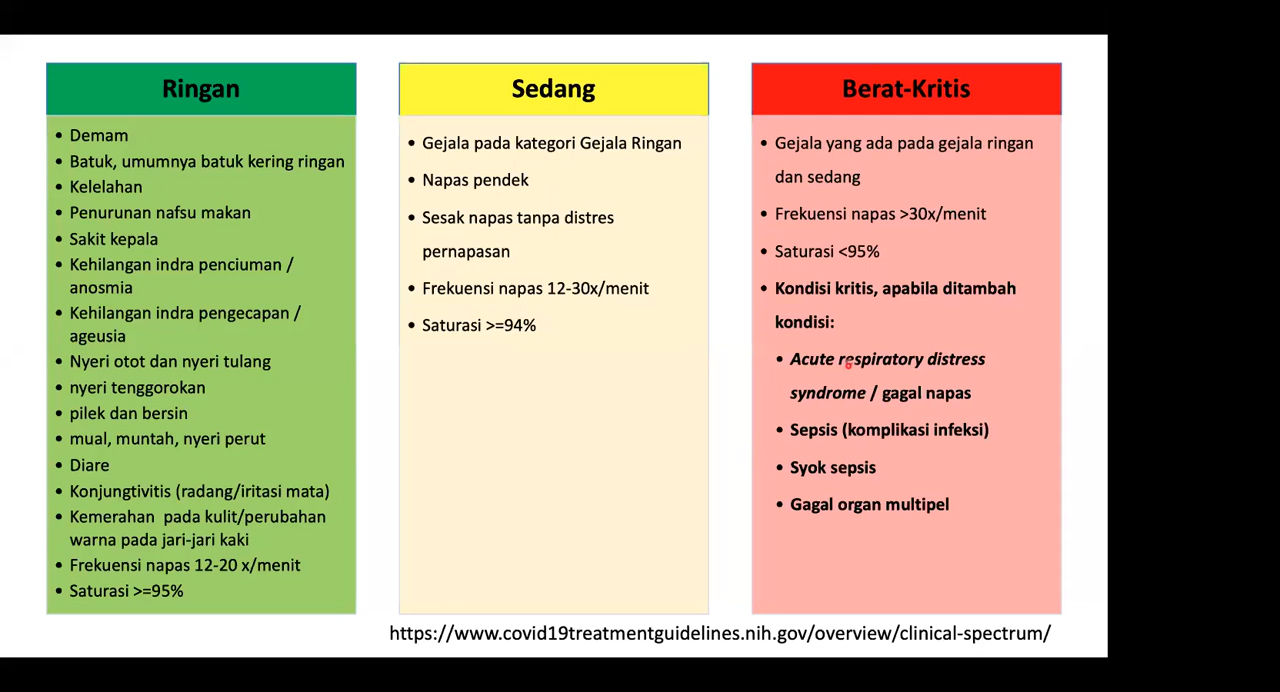 Ringan
• Demam
• Batuk, umumnya batuk kering ringan
• Kelelahan
• Penurunan nafsu makan
• Sakit kepala
• Kehilangan indra penciuman /
anosmia
• Kehilangan indra pengecapan /
ageusia
• Nyeri otot dan nyeri tulang
• nyeri tenggorokan
• pilek dan bersin
• mual, muntah, nyeri perut
• Diare
• Konjungtivitis (radang/iritasi mata)
• Kemerahan pada kulit/perubahan
warna pada jari-jari kaki
• Frekuensi napas 12-20 x/menit
• Saturasi >=95%
Sedang
• Gejala pada kategori Gejala Ringan
• Napas pendek
• Sesak napas tanpa distres
pernapasan
• Frekuensi napas 12-30x/menit
• Saturasi >=94%
Berat-Kritis
• Gejala yang ada pada gejala ringan
dan sedang
• Frekuensi napas >30x/menit
• Saturasi <95%
• Kondisi kritis, apabila ditambah
kondisi:
• Acute respiratory distress
syndrome / gagal napas
• Sepsis (komplikasi infeksi)
• Syok sepsis
• Gagal organ multipel
https://www.covid19treatmentguidelines.nih.gov/overview/clinical-spectrum/